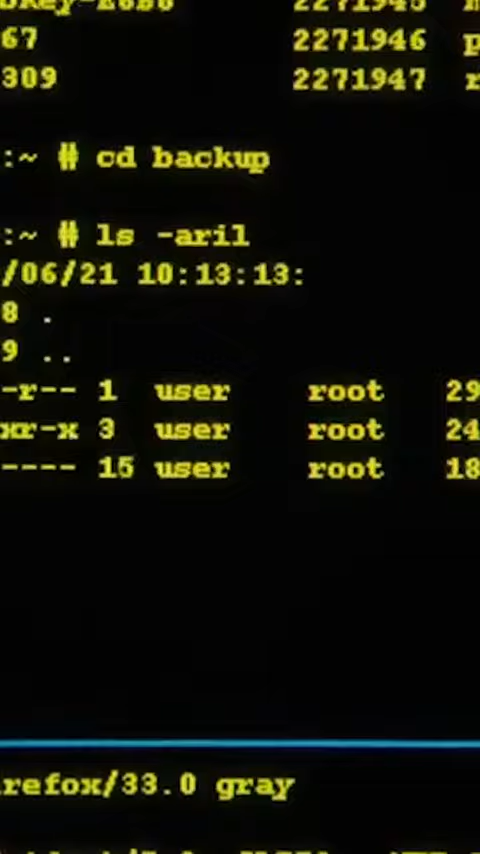 67 2271946
309 2271947
:~ # cd backup
:~ # ls -aril
/06/21 10:13:13:
8 .
9 ..
-r-- 1 user root 29
xr-x 3 user root 24
---- 15 user root 18
refox/33.0 gray